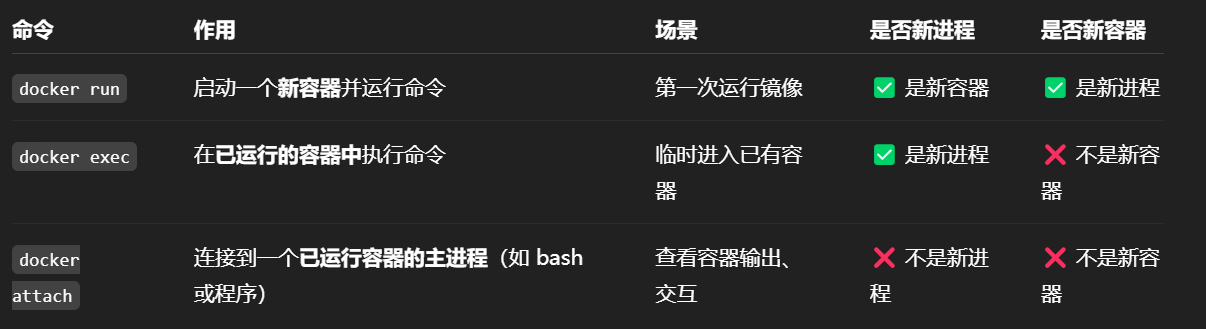 命令 作用 场景 是否新进程 是否新容器
docker run 启动一个新容器并运行命令 第一次运行镜像 ✅ 是新容器 ✅ 是新进程
docker exec 在已运行的容器中执行命令 临时进入已有容 ✅ 是新进程 ❌ 不是新容
器 器
docker 连接到一个已运行容器的主进程（如 bash 查看容器输出、 ❌ 不是新进 ❌ 不是新容
attach 或程序） 交互 程 器